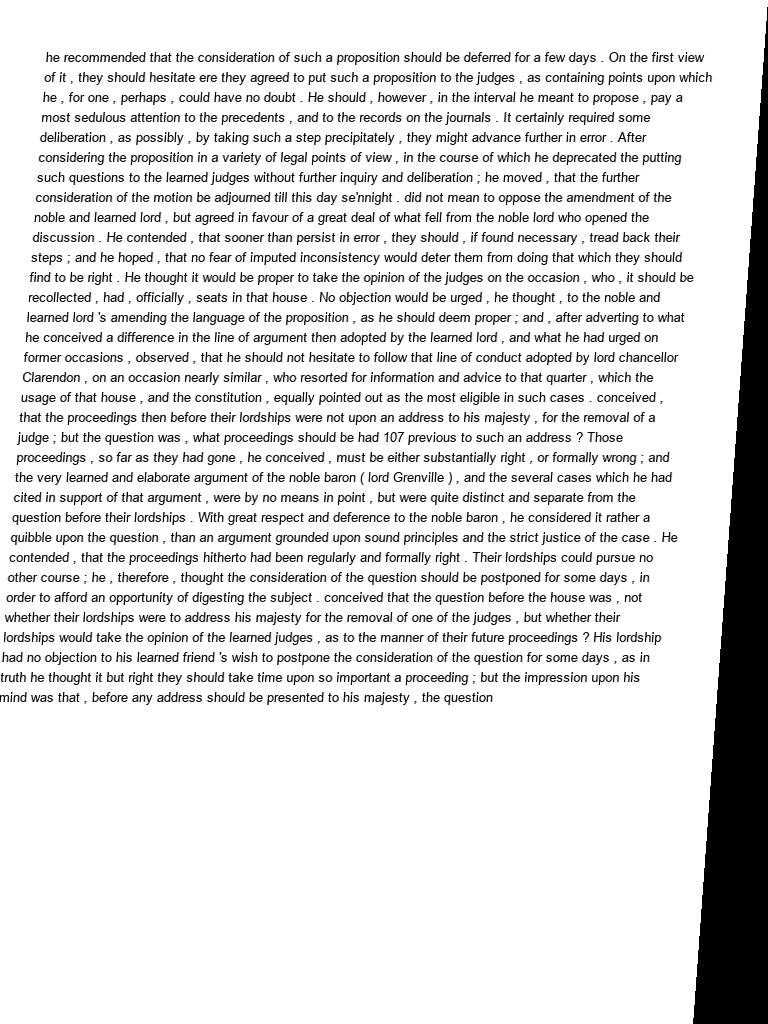 he recommended that the consideration of such a proposition should be deferred for a few days . On the first view
of it , they should hesitate ere they agreed to put such a proposition to the judges , as containing points upon which
he , for one , perhaps , could have no doubt . He should , however , in the interval he meant to propose , pay a
most sedulous attention to the precedents , and to the records on the journals . It certainly required some
deliberation , as possibly , by taking such a step precipitately , they might advance further in error . After
considering the proposition in a variety of legal points of view , in the course of which he deprecated the putting
such questions to the learned judges without further inquiry and deliberation ; he moved , that the further
consideration of the motion be adjourned till this day se'nnight . did not mean to oppose the amendment of the
noble and learned lord , but agreed in favour of a great deal of what fell from the noble lord who opened the
discussion . He contended , that sooner than persist in error , they should , if found necessary , tread back their
steps ; and he hoped , that no fear of imputed inconsistency would deter them from doing that which they should
find to be right . He thought it would be proper to take the opinion of the judges on the occasion , who , it should be
recollected , had , officially , seats in that house . No objection would be urged , he thought , to the noble and
learned lord 's amending the language of the proposition , as he should deem proper ; and , after adverting to what
he conceived a difference in the line of argument then adopted by the learned lord , and what he had urged on
former occasions , observed , that he should not hesitate to follow that line of conduct adopted by lord chancellor
Clarendon , on an occasion nearly similar , who resorted for information and advice to that quarter , which the
usage of that house , and the constitution , equally pointed out as the most eligible in such cases . conceived ,
that the proceedings then before their lordships were not upon an address to his majesty , for the removal of a
judge ; but the question was , what proceedings should be had 107 previous to such an address ? Those
proceedings , so far as they had gone , he conceived , must be either substantially right , or formally wrong ; and
the very learned and elaborate argument of the noble baron ( lord Grenville ) , and the several cases which he had
cited in support of that argument , were by no means in point , but were quite distinct and separate from the
question before their lordships . With great respect and deference to the noble baron , he considered it rather a
quibble upon the question , than an argument grounded upon sound principles and the strict justice of the case . He
contended , that the proceedings hitherto had been regularly and formally right . Their lordships could pursue no
other course ; he , therefore , thought the consideration of the question should be postponed for some days , in
order to afford an opportunity of digesting the subject . conceived that the question before the house was , not
whether their lordships were to address his majesty for the removal of one of the judges , but whether their
lordships would take the opinion of the learned judges , as to the manner of their future proceedings ? His lordship
had no objection to his learned friend 's wish to postpone the consideration of the question for some days , as in
truth he thought it but right they should take time upon so important a proceeding ; but the impression upon his
mind was that , before any address should be presented to his majesty , the question